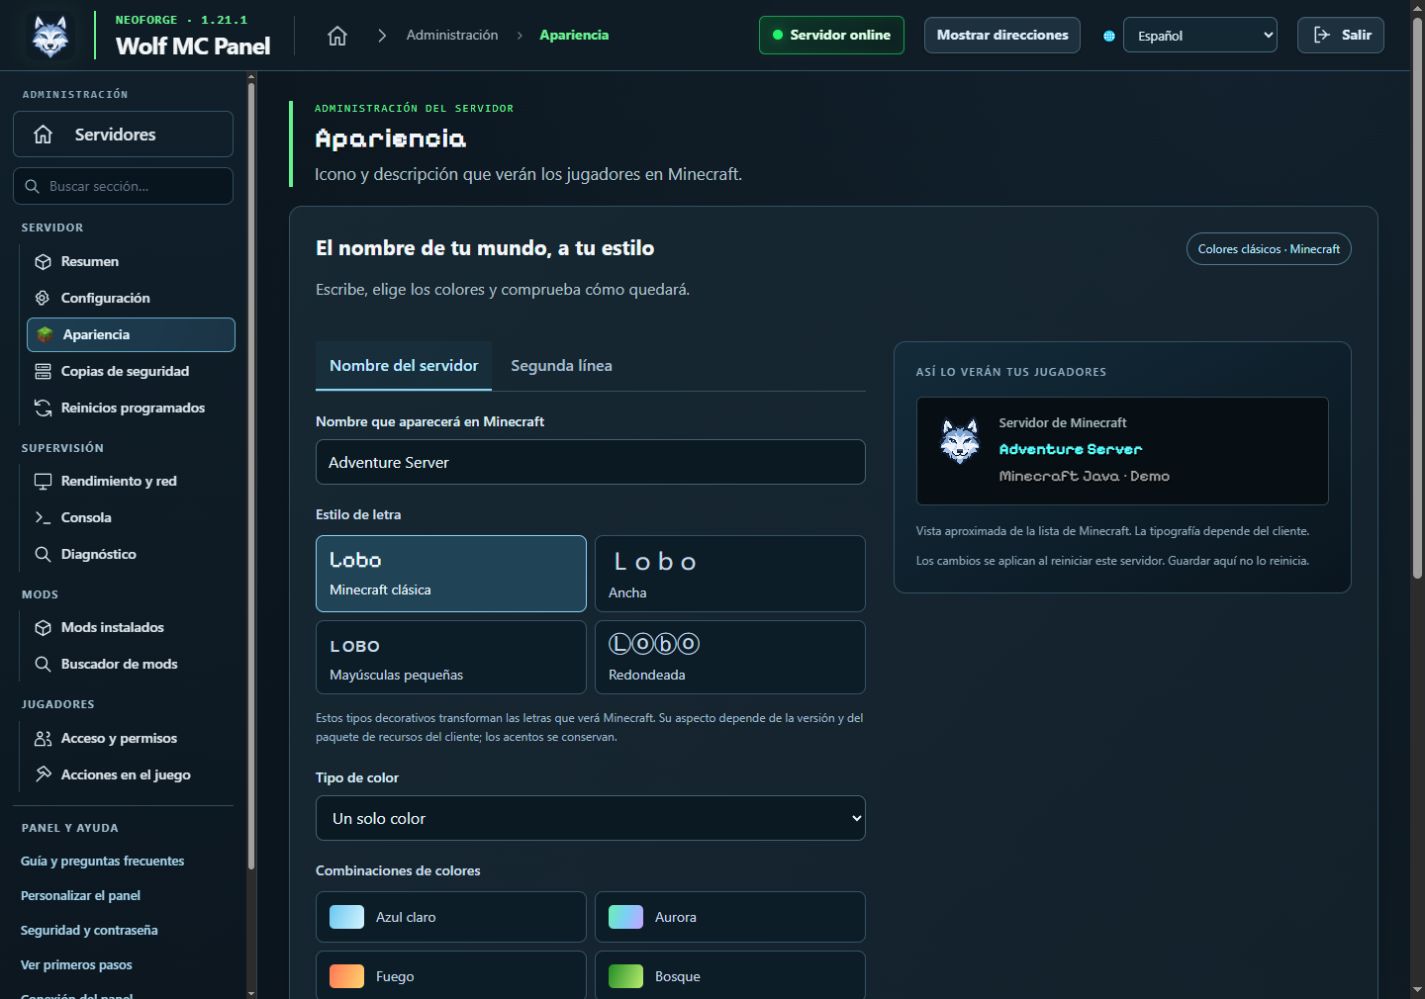 NEOFORGE · 1.21.1
Wolf MC Panel
Administración
Apariencia
Servidor online
Mostrar direcciones
Español
Salir
ADMINISTRACIÓN
Servidores
Buscar sección...
SERVIDOR
Resumen
Configuración
Apariencia
Copias de seguridad
Reinicios programados
SUPERVISIÓN
Rendimiento y red
Consola
Diagnóstico
MODS
Mods instalados
Buscador de mods
JUGADORES
Acceso y permisos
Acciones en el juego
PANEL Y AYUDA
Guía y preguntas frecuentes
Personalizar el panel
Seguridad y contraseña
Ver primeros pasos
Conexión del panel
ADMINISTRACIÓN DEL SERVIDOR
Apariencia
Icono y descripción que verán los jugadores en Minecraft.
El nombre de tu mundo, a tu estilo
Colores clásicos · Minecraft
Escribe, elige los colores y comprueba cómo quedará.
Nombre del servidor
Segunda línea
Nombre que aparecerá en Minecraft
Adventure Server
Estilo de letra
Lobo
Minecraft clásica
Ｌｏｂｏ
Ancha
ʟᴏʙᴏ
Mayúsculas pequeñas
Ⓛⓞⓑⓞ
Redondeada
Estos tipos decorativos transforman las letras que verá Minecraft. Su aspecto depende de la versión y del
paquete de recursos del cliente; los acentos se conservan.
Tipo de color
Un solo color
Combinaciones de colores
Azul claro
Aurora
Fuego
Bosque
ASÍ LO VERÁN TUS JUGADORES
Servidor de Minecraft
Adventure Server
Minecraft Java · Demo
Vista aproximada de la lista de Minecraft. La tipografía depende del cliente.
Los cambios se aplican al reiniciar este servidor. Guardar aquí no lo reinicia.